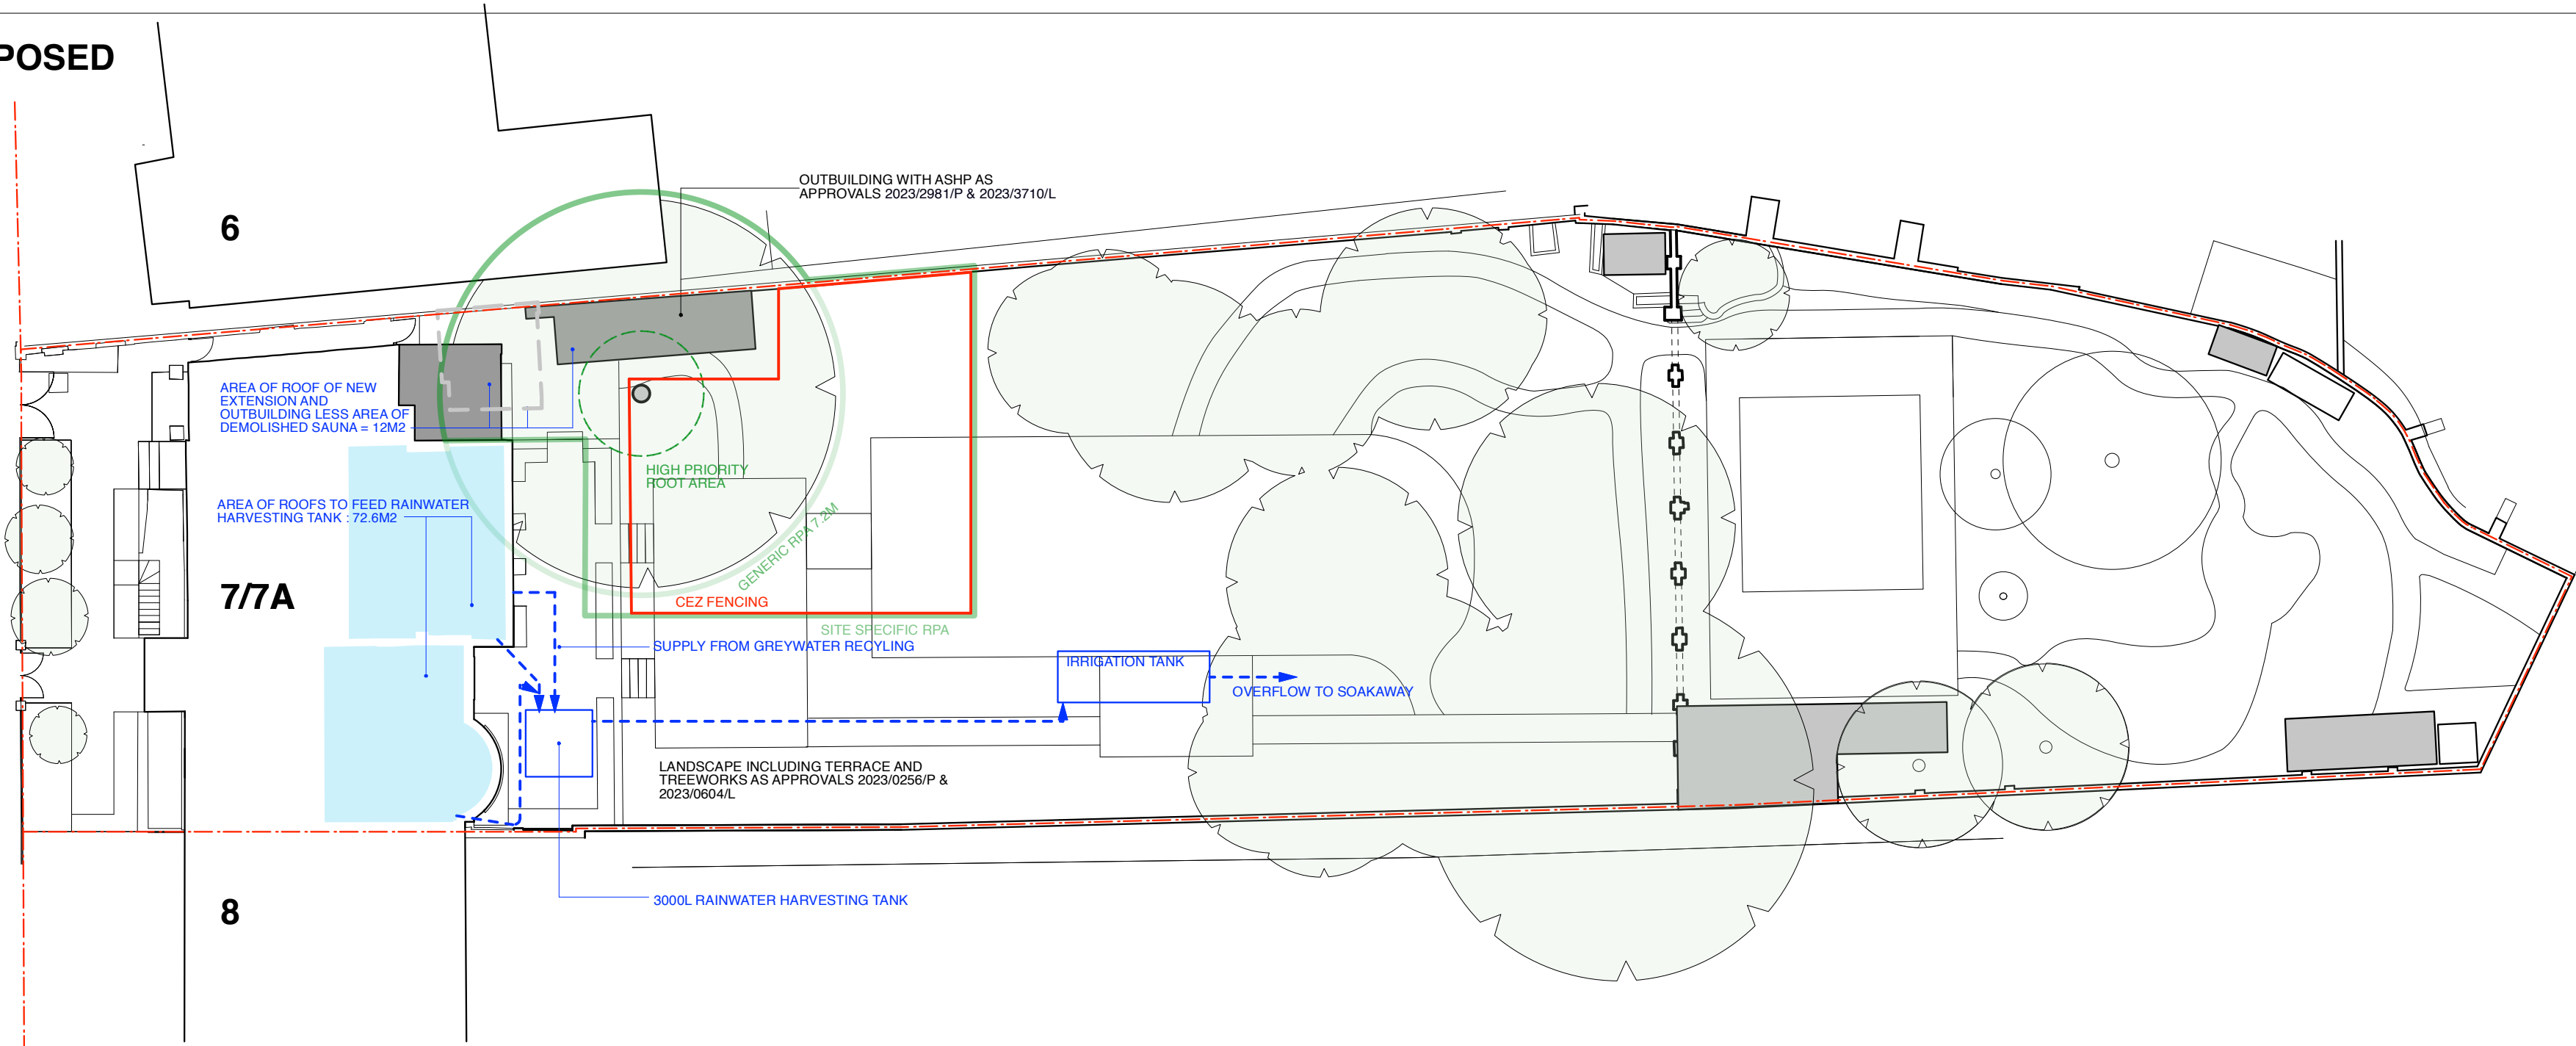 POSED
OUTBUILDING WITH ASHP AS
APPROVALS 2023/2981/P & 2023/3710/L
6
AREA OF ROOF OF NEW
EXTENSION AND
OUTBUILDING LESS AREA OF
DEMOLISHED SAUNA = 12M2
HIGH PRIORITY
ROOT AREA
AREA OF ROOFS TO FEED RAINWATER
HARVESTING TANK : 72.6M2
GENERIC RPA 7.2M
7/7A
CEZ FENCING
SITE SPECIFIC RPA
SUPPLY FROM GREYWATER RECYLING
IRRIGATION TANK
OVERFLOW TO SOAKAWAY
LANDSCAPE INCLUDING TERRACE AND
TREEWORKS AS APPROVALS 2023/0256/P &
2023/0604/L
3000L RAINWATER HARVESTING TANK
8